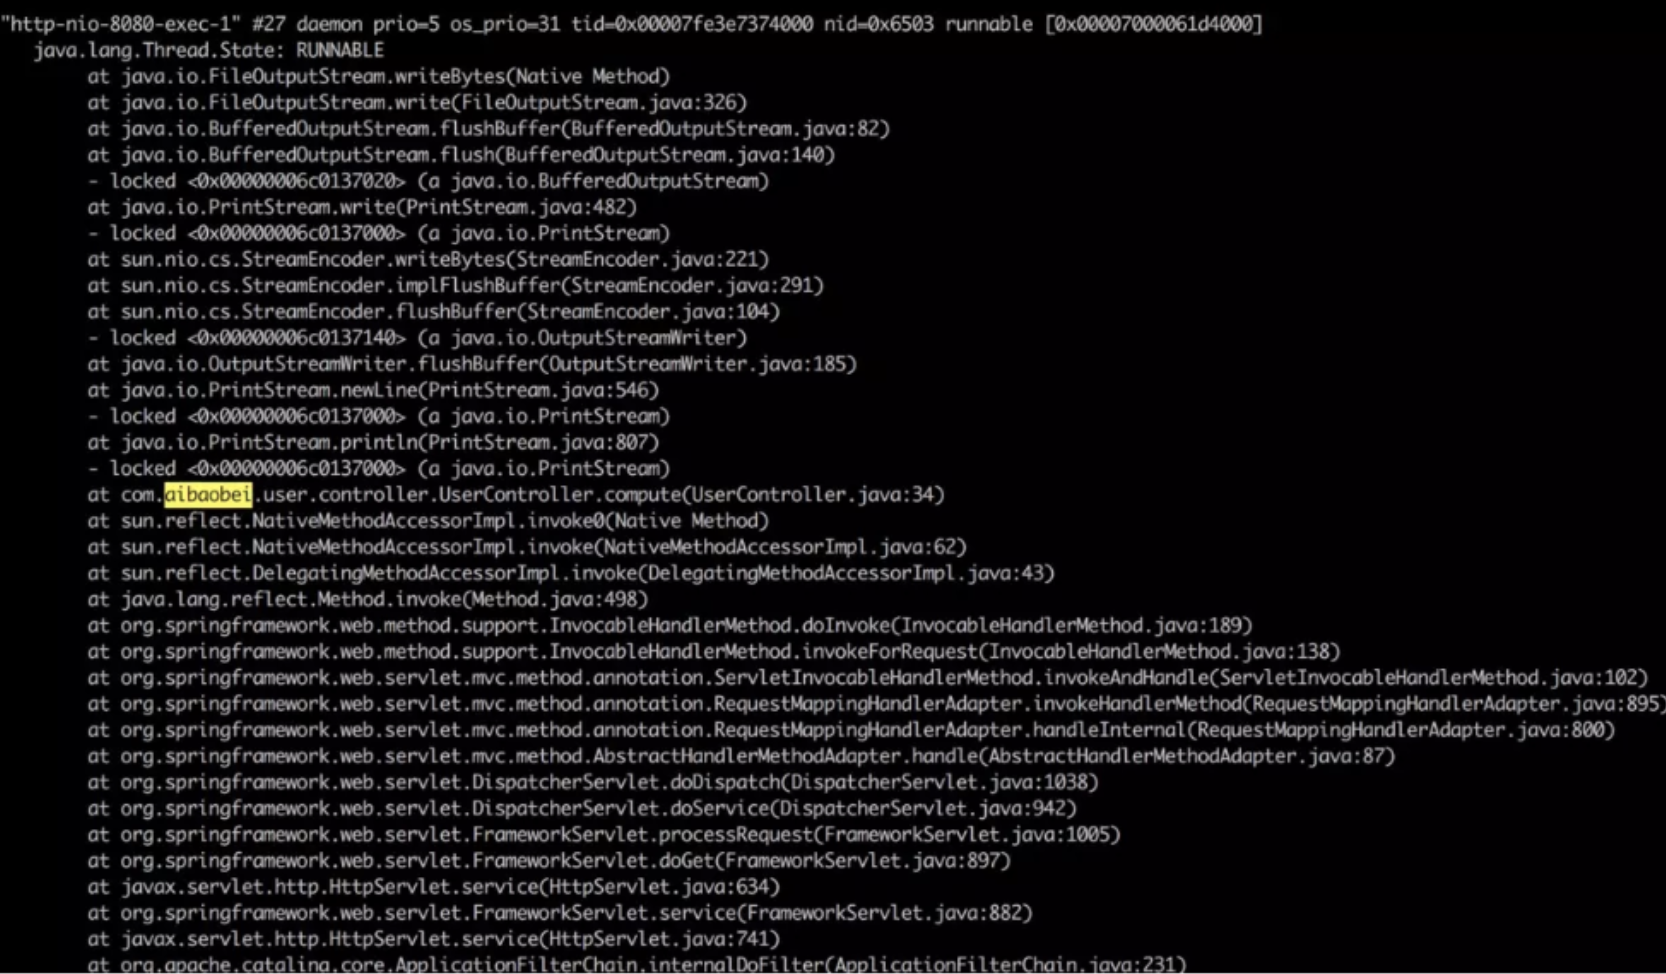 "http-nio-8080-exec-1" #27 daemon prio=5 os_prio=31 tid=0x00007fe3e7374000 nid=0x6503 runnable [0x00007000061d4000]
java.lang.Thread.State: RUNNABLE
at java.io.FileOutputStream.writeBytes(Native Method)
at java.io.FileOutputStream.write(FileOutputStream.java:326)
at java.io.BufferedOutputStream.flushBuffer(BufferedOutputStream.java:82)
at java.io.BufferedOutputStream.flush(BufferedOutputStream.java:140)
- locked <0x00000006c0137020> (a java.io.BufferedOutputStream)
at java.io.PrintStream.write(PrintStream.java:482)
- locked <0x00000006c0137000> (a java.io.PrintStream)
at sun.nio.cs.StreamEncoder.writeBytes(StreamEncoder.java:221)
at sun.nio.cs.StreamEncoder.implFlushBuffer(StreamEncoder.java:291)
at sun.nio.cs.StreamEncoder.flushBuffer(StreamEncoder.java:104)
- locked <0x00000006c0137140> (a java.io.OutputStreamWriter)
at java.io.OutputStreamWriter.flushBuffer(OutputStreamWriter.java:185)
at java.io.PrintStream.newLine(PrintStream.java:546)
- locked <0x00000006c0137000> (a java.io.PrintStream)
at java.io.PrintStream.println(PrintStream.java:807)
- locked <0x00000006c0137000> (a java.io.PrintStream)
at com.aibaobei.user.controller.UserController.compute(UserController.java:34)
at sun.reflect.NativeMethodAccessorImpl.invoke0(Native Method)
at sun.reflect.NativeMethodAccessorImpl.invoke(NativeMethodAccessorImpl.java:62)
at sun.reflect.DelegatingMethodAccessorImpl.invoke(DelegatingMethodAccessorImpl.java:43)
at java.lang.reflect.Method.invoke(Method.java:498)
at org.springframework.web.method.support.InvocableHandlerMethod.doInvoke(InvocableHandlerMethod.java:189)
at org.springframework.web.method.support.InvocableHandlerMethod.invokeForRequest(InvocableHandlerMethod.java:138)
at org.springframework.web.servlet.mvc.method.annotation.ServletInvocableHandlerMethod.invokeAndHandle(ServletInvocableHandlerMethod.java:102)
at org.springframework.web.servlet.mvc.method.annotation.RequestMappingHandlerAdapter.invokeHandlerMethod(RequestMappingHandlerAdapter.java:895)
at org.springframework.web.servlet.mvc.method.annotation.RequestMappingHandlerAdapter.handleInternal(RequestMappingHandlerAdapter.java:800)
at org.springframework.web.servlet.mvc.method.AbstractHandlerMethodAdapter.handle(AbstractHandlerMethodAdapter.java:87)
at org.springframework.web.servlet.DispatcherServlet.doDispatch(DispatcherServlet.java:1038)
at org.springframework.web.servlet.DispatcherServlet.doService(DispatcherServlet.java:942)
at org.springframework.web.servlet.FrameworkServlet.processRequest(FrameworkServlet.java:1005)
at org.springframework.web.servlet.FrameworkServlet.doGet(FrameworkServlet.java:897)
at javax.servlet.http.HttpServlet.service(HttpServlet.java:634)
at org.springframework.web.servlet.FrameworkServlet.service(FrameworkServlet.java:882)
at javax.servlet.http.HttpServlet.service(HttpServlet.java:741)
at org.apache.catalina.core.ApplicationFilterChain.internalDoFilter(ApplicationFilterChain.java:231)